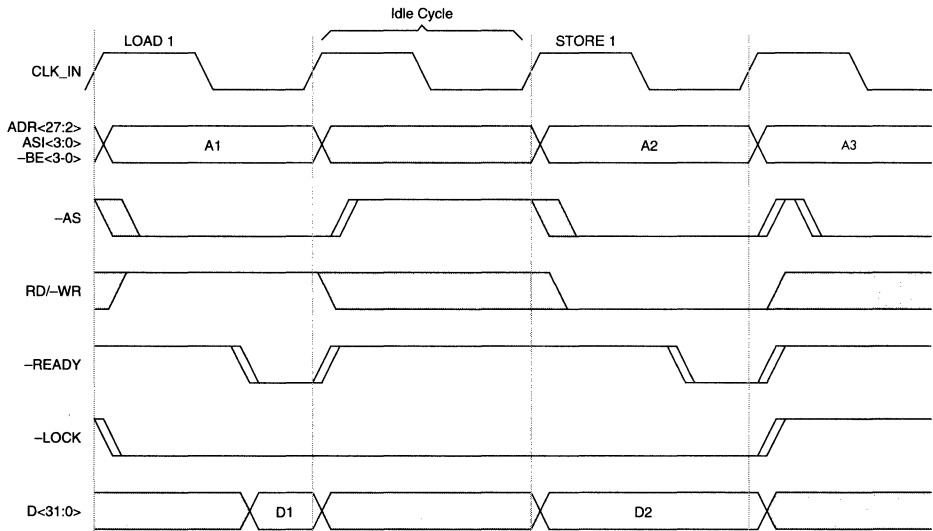 Idle Cycle
LOAD 1
STORE 1
CLK_IN
ADR<27:2>
ASI<3:0>
–BE<3-0>
A1
A2
A3
–AS
RD/–WR
–READY
–LOCK
D<31:0>
D1
D2